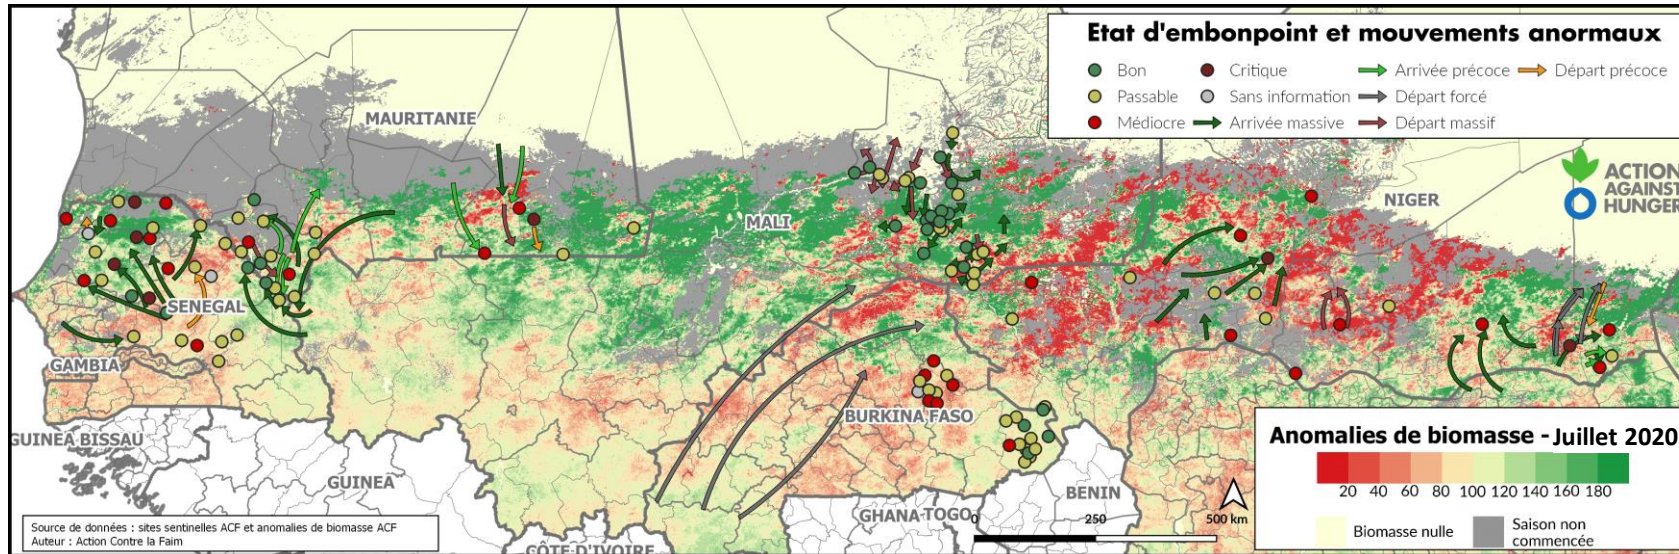 Etat d'embonpoint et mouvements anormaux
Bon
Critique
Arrivée précoce
Départ précoce
Passable
Sans information
Départ forcé
Médiocre
Arrivée massive
Départ massif
MAURITANIE
MALI
NIGER
ACTION
AGAINST
HUNGER
SENEGAL
GAMBIA
BURKINA FASO
GUINEA BISSAU
GUINEA
BENIN
GHANA
TOGO
CÔTE D'IVOIRE
0
250
500 km
Anomalies de biomasse - Juillet 2020
20 40 60 80 100 120 140 160 180
Biomasse nulle
Saison non
commencée
Source de données : sites sentinelles ACF et anomalies de biomasse ACF
Auteur : Action Contre la Faim